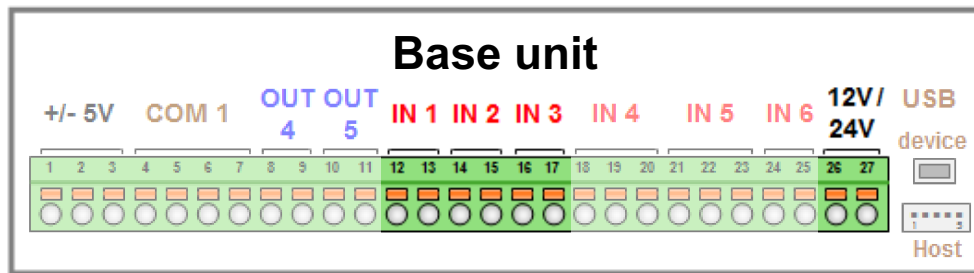 Base unit
+/- 5V COM 1 OUT 4 OUT 5 IN 1 IN 2 IN 3 IN 4 IN 5 IN 6 12V / 24V USB
device
1 2 3 4 5 6 7 8 9 10 11 12 13 14 15 16 17 18 19 20 21 22 23 24 25 26 27
1 5
Host